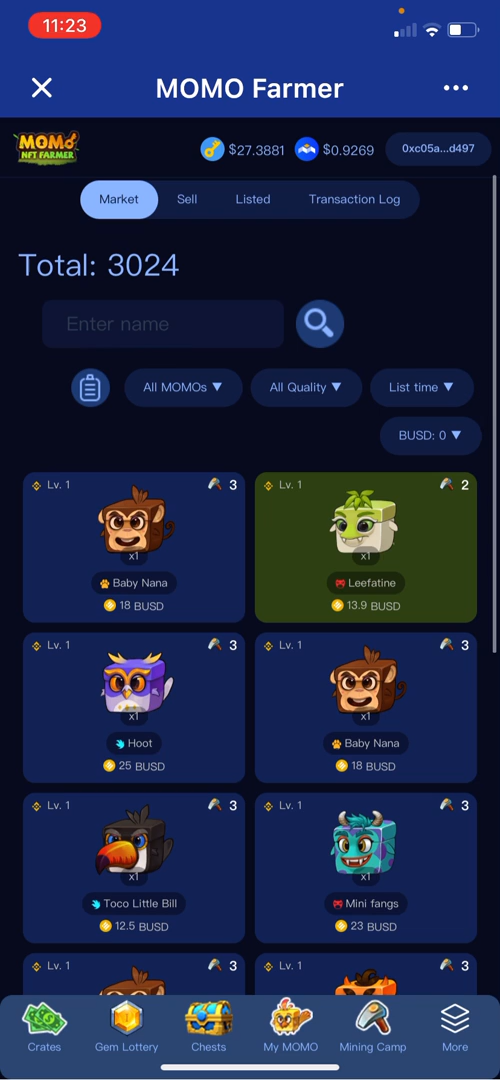 11:23
MOMO Farmer
MOMO
NFT FARMER
$27.3881
$0.9269
0xc05a...d497
Market
Sell
Listed
Transaction Log
Total: 3024
Enter name
All MOMOs ▼
All Quality ▼
List time ▼
BUSD: 0 ▼
Lv. 1
3
x1
Baby Nana
18 BUSD
Lv. 1
2
x1
Leefatine
13.9 BUSD
Lv. 1
3
x1
Hoot
25 BUSD
Lv. 1
3
x1
Baby Nana
18 BUSD
Lv. 1
3
x1
Toco Little Bill
12.5 BUSD
Lv. 1
3
x1
Mini fangs
23 BUSD
Lv. 1
3
Lv. 1
3
Crates
Gem Lottery
Chests
My MOMO
Mining Camp
More